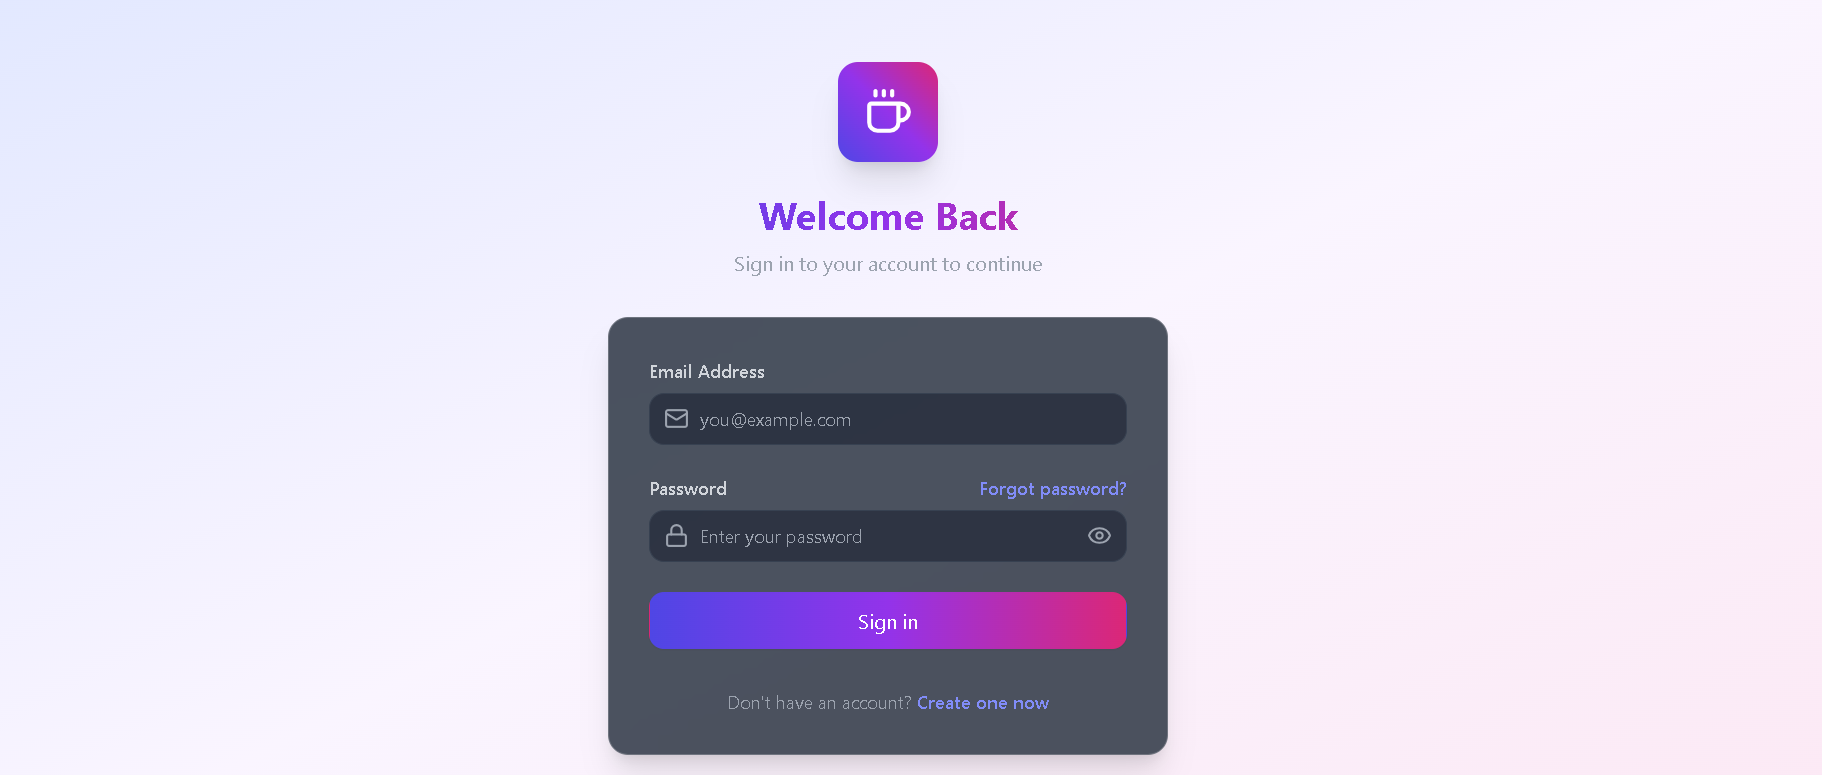 Welcome Back
Sign in to your account to continue
Email Address
you@example.com
Password Forgot password?
Enter your password
Sign in
Don't have an account? Create one now